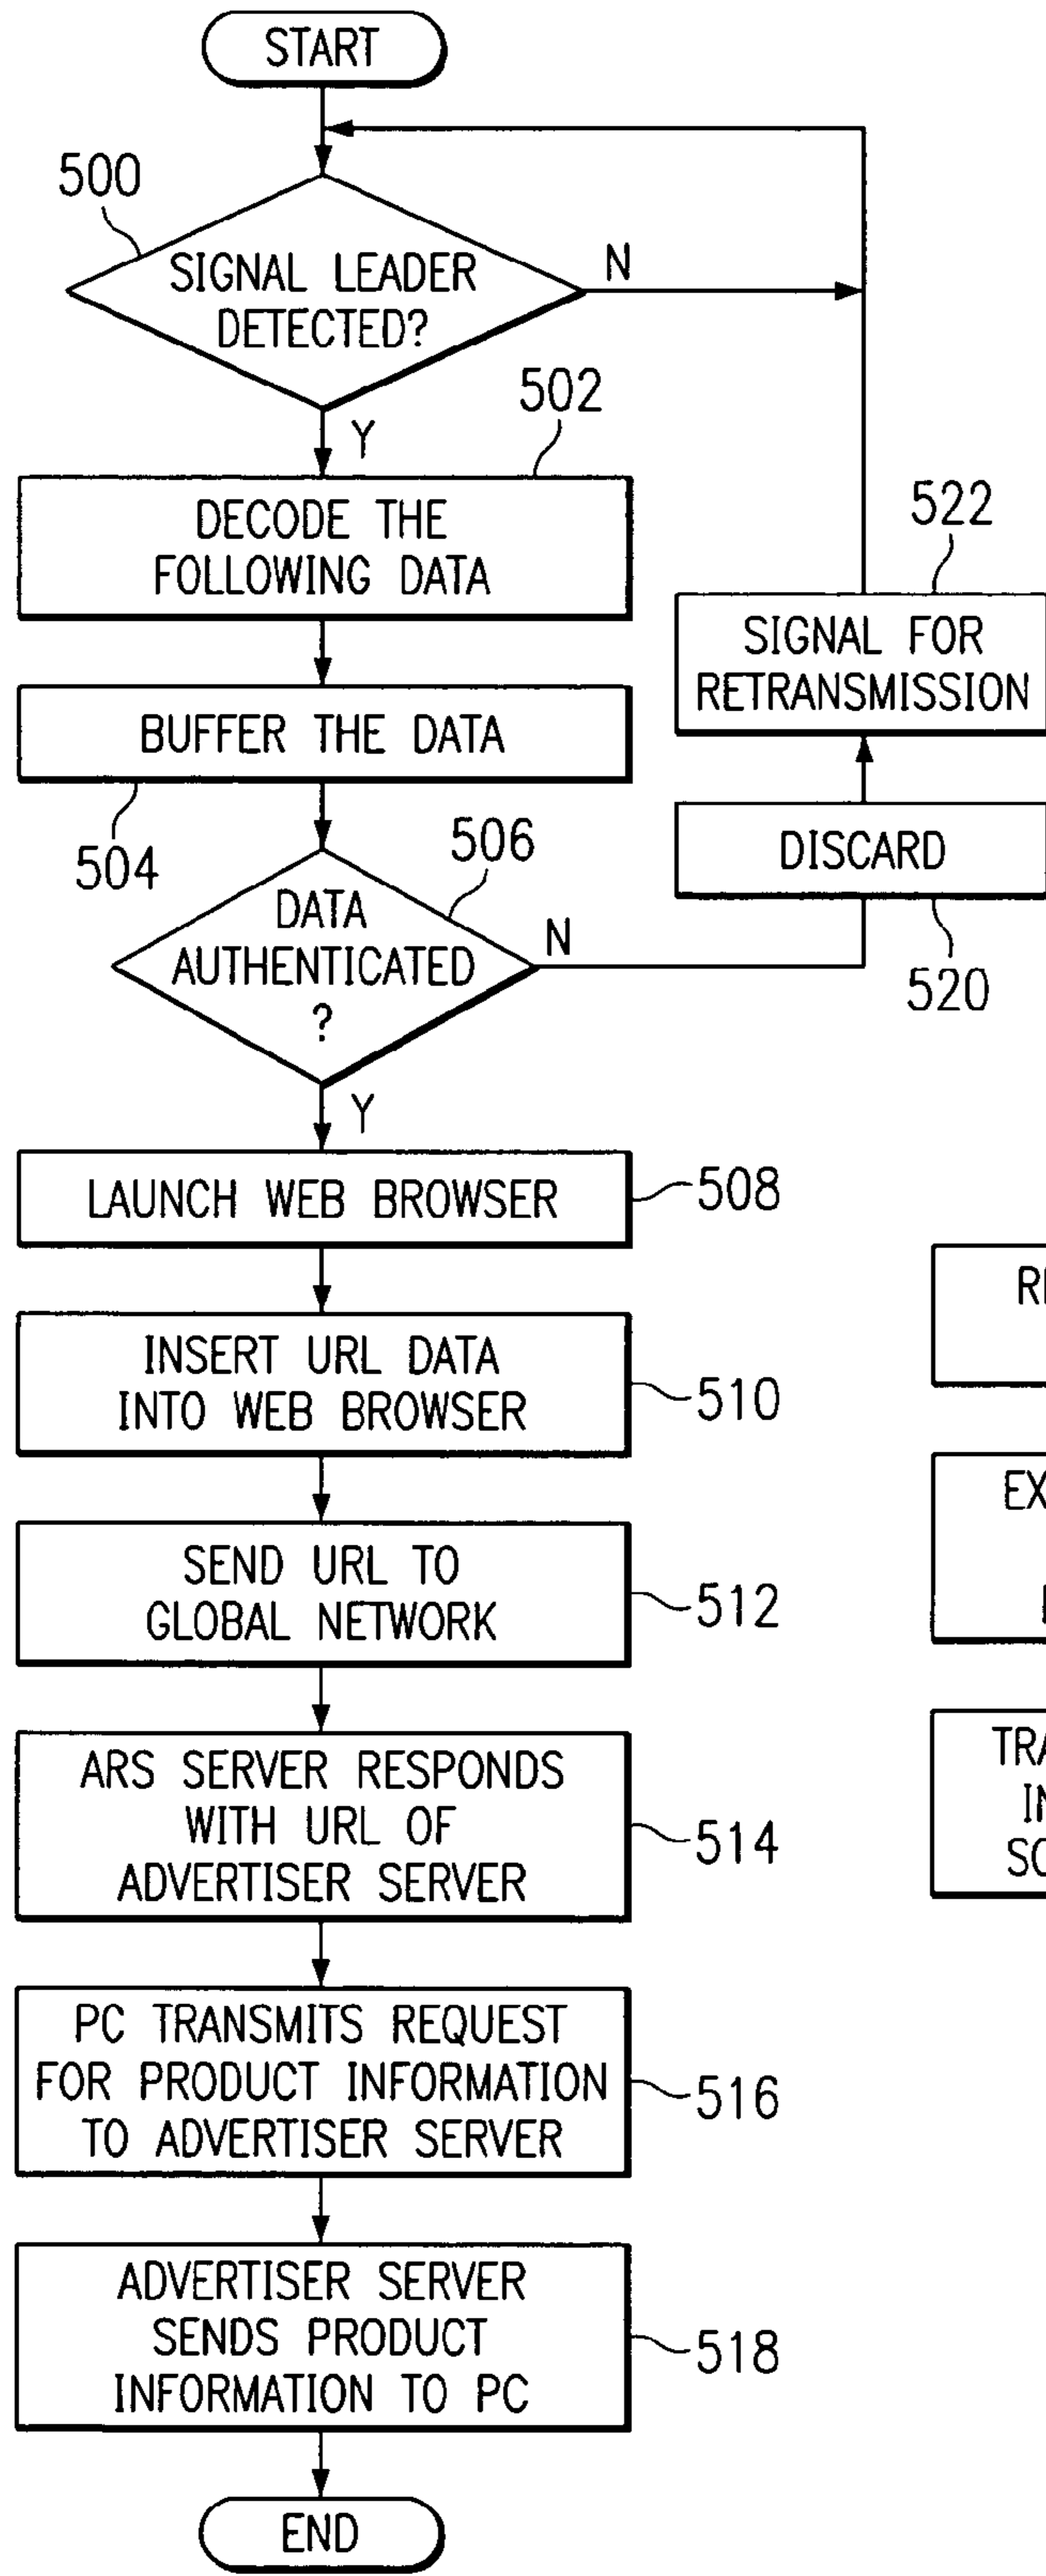 START
500
SIGNAL LEADER
DETECTED?
N
Y
502
DECODE THE
FOLLOWING DATA
522
SIGNAL FOR
RETRANSMISSION
BUFFER THE DATA
504
DISCARD
520
506
DATA
AUTHENTICATED
?
N
Y
LAUNCH WEB BROWSER
508
INSERT URL DATA
INTO WEB BROWSER
510
SEND URL TO
GLOBAL NETWORK
512
ARS SERVER RESPONDS
WITH URL OF
ADVERTISER SERVER
514
PC TRANSMITS REQUEST
FOR PRODUCT INFORMATION
TO ADVERTISER SERVER
516
ADVERTISER SERVER
SENDS PRODUCT
INFORMATION TO PC
518
END